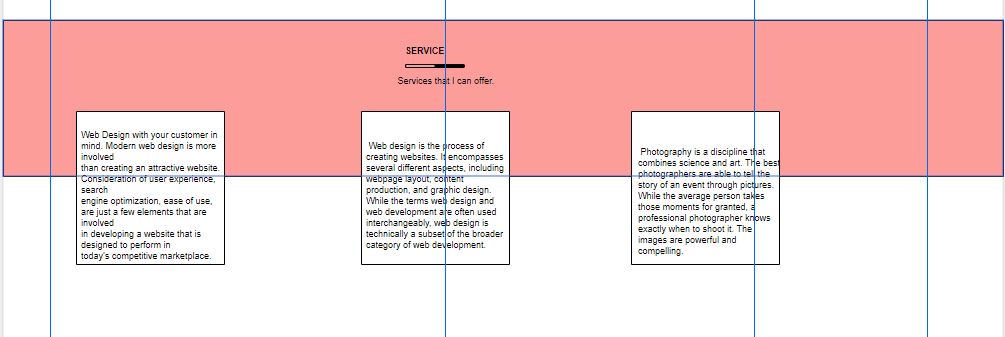 SERVICE
Services that I can offer.
Web Design with your customer in
mind. Modern web design is more
involved
than creating an attractive website.
Consideration of user experience,
search
engine optimization, ease of use,
are just a few elements that are
involved
in developing a website that is
designed to perform in
today's competitive marketplace.
Web design is the process of
creating websites. It encompasses
several different aspects, including
webpage layout, content
production, and graphic design.
While the terms web design and
web development are often used
interchangeably, web design is
technically a subset of the broader
category of web development.
Photography is a discipline that
combines science and art. The best
photographers are able to tell the
story of an event through pictures.
While the average person takes
those moments for granted, a
professional photographer knows
exactly when to shoot it. The
images are powerful and
compelling.